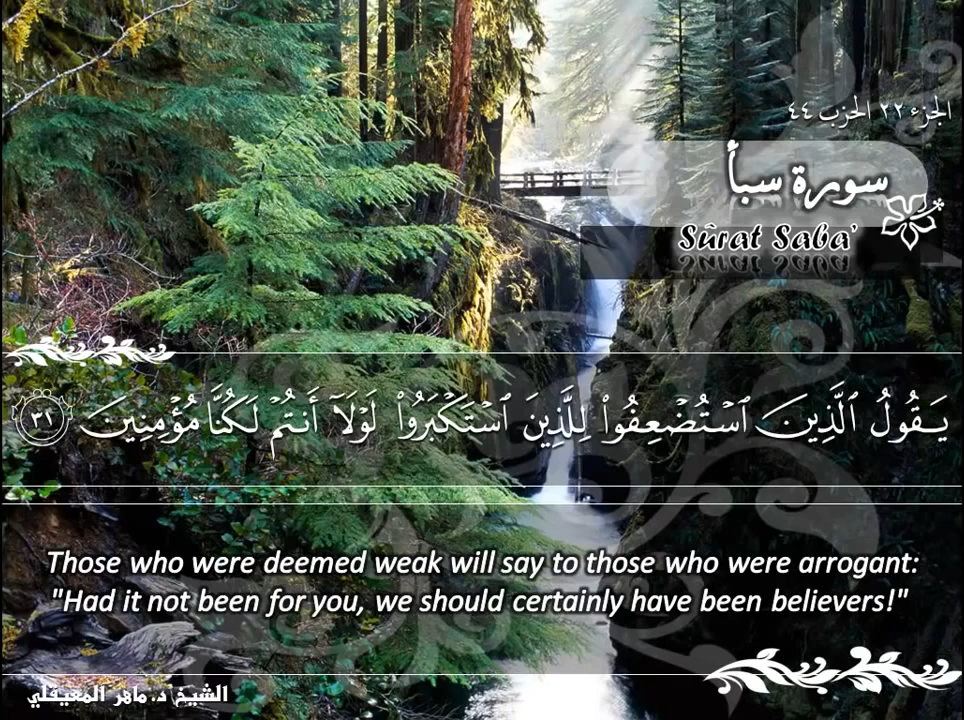 الجزء ٢٢ الحزب ٤٤
سورة سبأ
Sûrat Saba'
يَقُولُ ٱلَّذِينَ ٱسْتُضْعِفُوا۟ لِلَّذِينَ ٱسْتَكْبَرُوا۟ لَوْلَآ أَنتُمْ لَكُنَّا مُؤْمِنِينَ ٣١
Those who were deemed weak will say to those who were arrogant:
"Had it not been for you, we should certainly have been believers!"
الشيخ د. ماهر المعيقلي